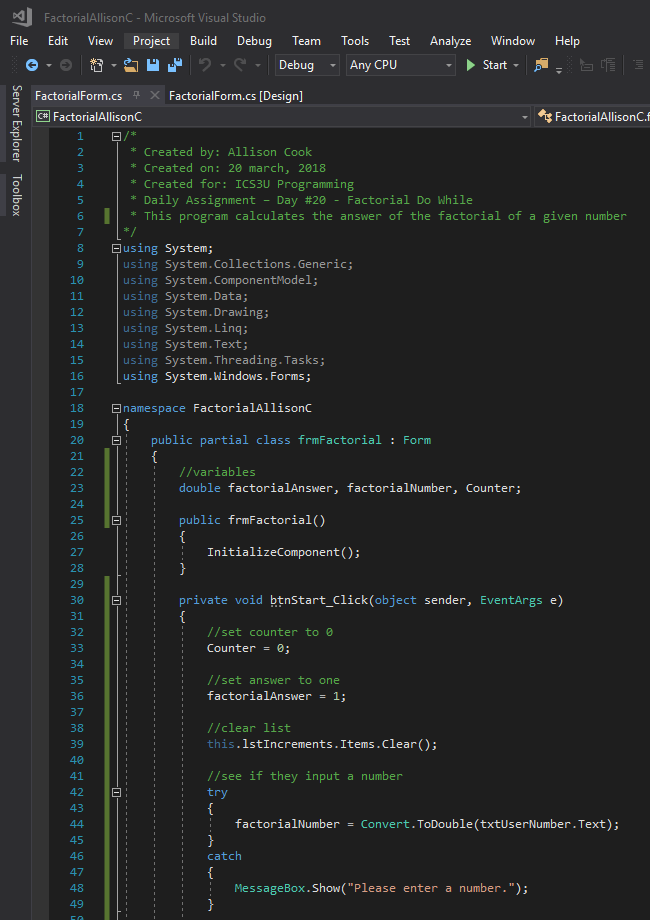 FactorialAllisonC - Microsoft Visual Studio
File Edit View Project Build Debug Team Tools Test Analyze Window Help
Debug Any CPU Start
FactorialForm.cs FactorialForm.cs [Design]
Server Explorer
Toolbox
C# FactorialAllisonC FactorialAllisonC.f
1 /*
2 * Created by: Allison Cook
3 * Created on: 20 march, 2018
4 * Created for: ICS3U Programming
5 * Daily Assignment – Day #20 - Factorial Do While
6 * This program calculates the answer of the factorial of a given number
7 */
8 using System;
9 using System.Collections.Generic;
10 using System.ComponentModel;
11 using System.Data;
12 using System.Drawing;
13 using System.Linq;
14 using System.Text;
15 using System.Threading.Tasks;
16 using System.Windows.Forms;
17
18 namespace FactorialAllisonC
19 {
20 public partial class frmFactorial : Form
21 {
22 //variables
23 double factorialAnswer, factorialNumber, Counter;
24
25 public frmFactorial()
26 {
27 InitializeComponent();
28 }
29
30 private void btnStart_Click(object sender, EventArgs e)
31 {
32 //set counter to 0
33 Counter = 0;
34
35 //set answer to one
36 factorialAnswer = 1;
37
38 //clear list
39 this.lstIncrements.Items.Clear();
40
41 //see if they input a number
42 try
43 {
44 factorialNumber = Convert.ToDouble(txtUserNumber.Text);
45 }
46 catch
47 {
48 MessageBox.Show("Please enter a number.");
49 }
50